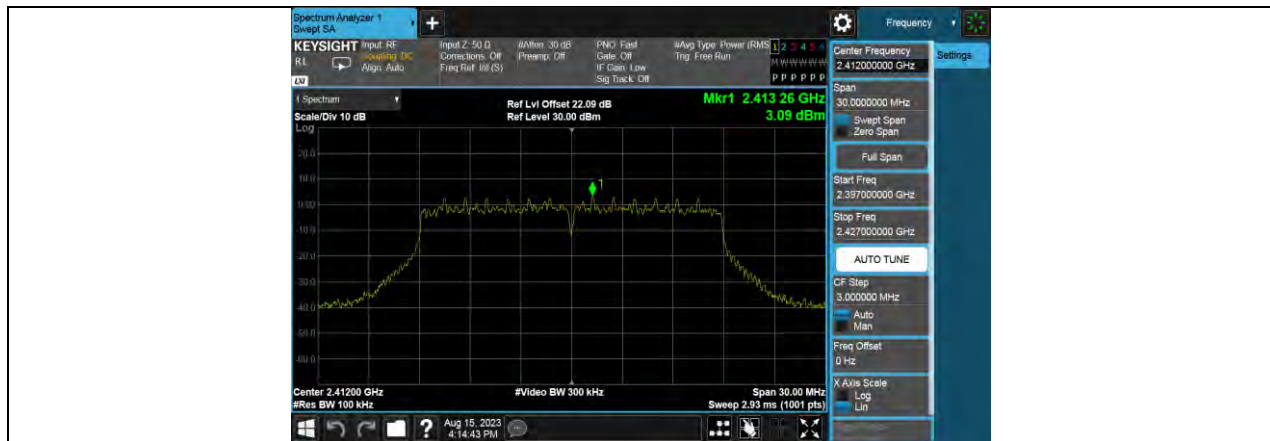 Spectrum Analyzer 1
Swept SA
Frequency
KEYSIGHT Input: RF
RL
Coupling: DC
Align: Auto
LXI
Input Z: 50 Ω
Corrections: Off
Freq Ref: Int (S)
#Atten: 30 dB
Preamp: Off
PNO: Fast
Gate: Off
IF Gain: Low
Sig Track: Off
#Avg Type: Power (RMS
Trig: Free Run
1 2 3 4 5 6
M W W W W W
P P P P P P
Center Frequency
2.412000000 GHz
Settings
1 Spectrum
Scale/Div 10 dB
Ref Lvl Offset 22.09 dB
Ref Level 30.00 dBm
Mkr1 2.413 26 GHz
3.09 dBm
Span
30.0000000 MHz
Swept Span
Zero Span
Full Span
Start Freq
2.397000000 GHz
Stop Freq
2.427000000 GHz
AUTO TUNE
CF Step
3.000000 MHz
Auto
Man
Freq Offset
0 Hz
X Axis Scale
Log
Lin
Log
20.0
10.0
0.00
-10.0
-20.0
-30.0
-40.0
-50.0
-60.0
1
Center 2.41200 GHz
#Res BW 100 kHz
#Video BW 300 kHz
Span 30.00 MHz
Sweep 2.93 ms (1001 pts)
?
Aug 15, 2023
4:14:43 PM